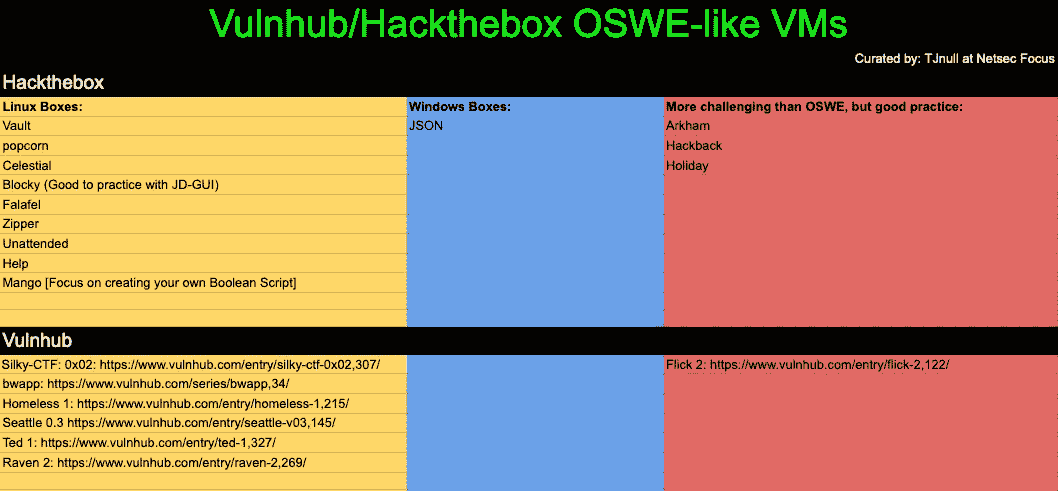 Vulnhub/Hackthebox OSWE-like VMs
Curated by: TJnull at Netsec Focus
Hackthebox
Linux Boxes: Windows Boxes: More challenging than OSWE, but good practice:
Vault JSON Arkham
popcorn Hackback
Celestial Holiday
Blocky (Good to practice with JD-GUI)
Falafel
Zipper
Unattended
Help
Mango [Focus on creating your own Boolean Script]
Vulnhub
Silky-CTF: 0x02: https://www.vulnhub.com/entry/silky-ctf-0x02,307/ Flick 2: https://www.vulnhub.com/entry/flick-2,122/
bwapp: https://www.vulnhub.com/series/bwapp,34/
Homeless 1: https://www.vulnhub.com/entry/homeless-1,215/
Seattle 0.3 https://www.vulnhub.com/entry/seattle-v03,145/
Ted 1: https://www.vulnhub.com/entry/ted-1,327/
Raven 2: https://www.vulnhub.com/entry/raven-2,269/